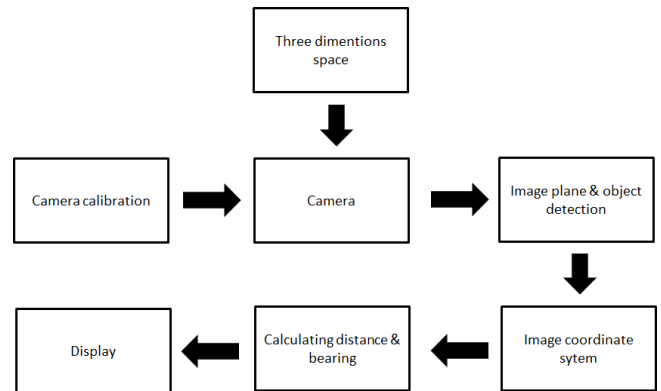 Three dimentions
space
Camera calibration
Camera
Image plane & object
detection
Display
Calculating distance &
bearing
Image coordinate
sytem